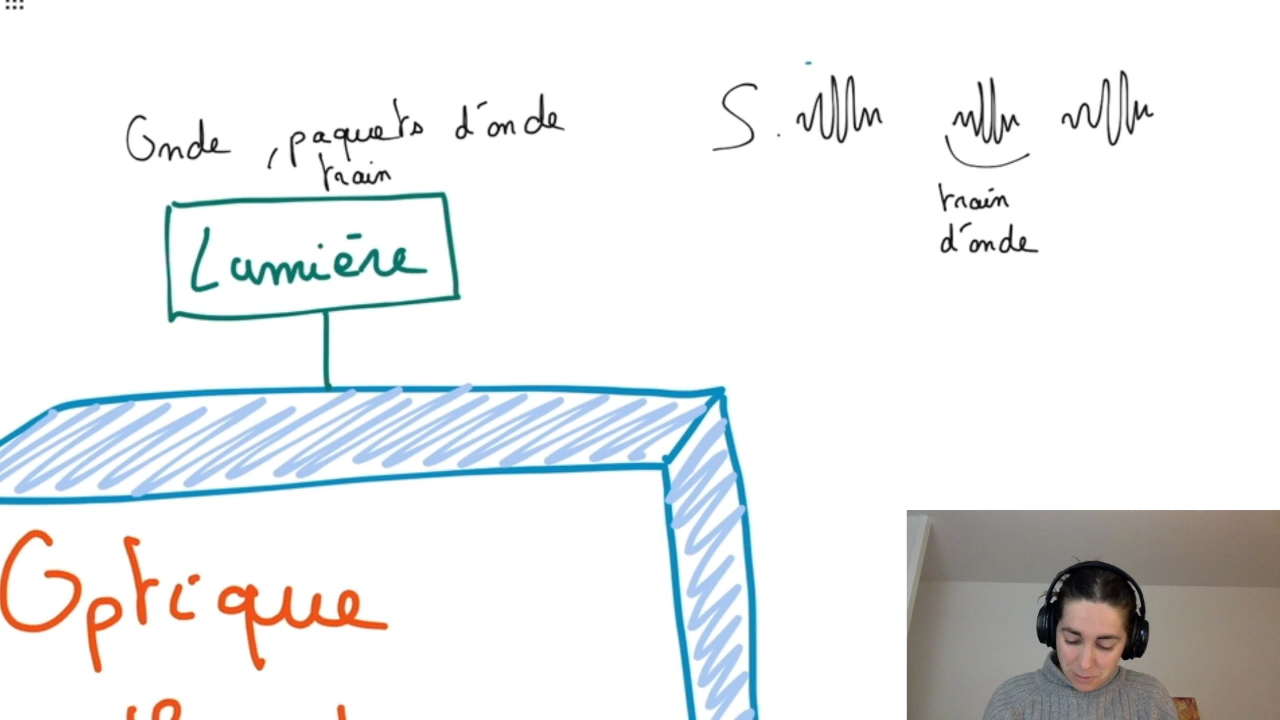 Onde, paquets d'onde
train
Lumière
S.
train
d'onde
Optique